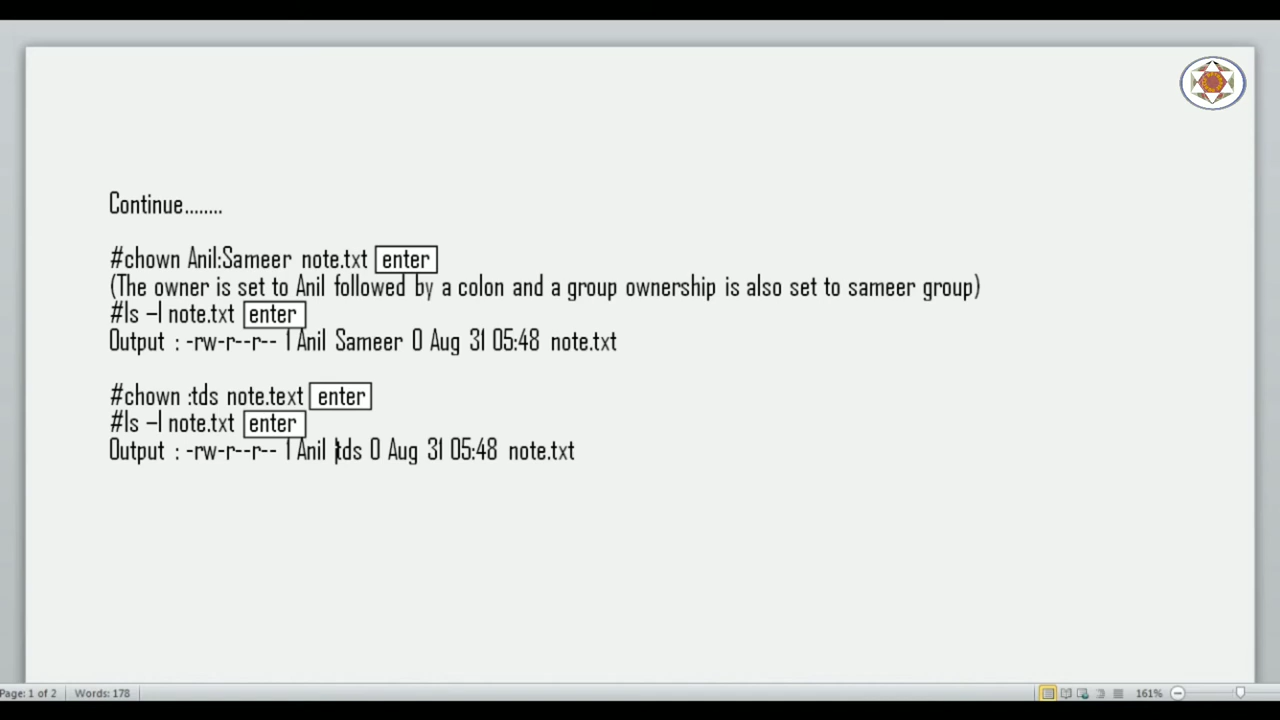 Continue........
#chown Anil:Sameer note.txt enter
(The owner is set to Anil followed by a colon and a group ownership is also set to sameer group)
#ls –l note.txt enter
Output : -rw-r--r-- 1 Anil Sameer 0 Aug 31 05:48 note.txt
#chown :tds note.text enter
#ls –l note.txt enter
Output : -rw-r--r-- 1 Anil tds 0 Aug 31 05:48 note.txt
Page: 1 of 2 Words: 178 161%